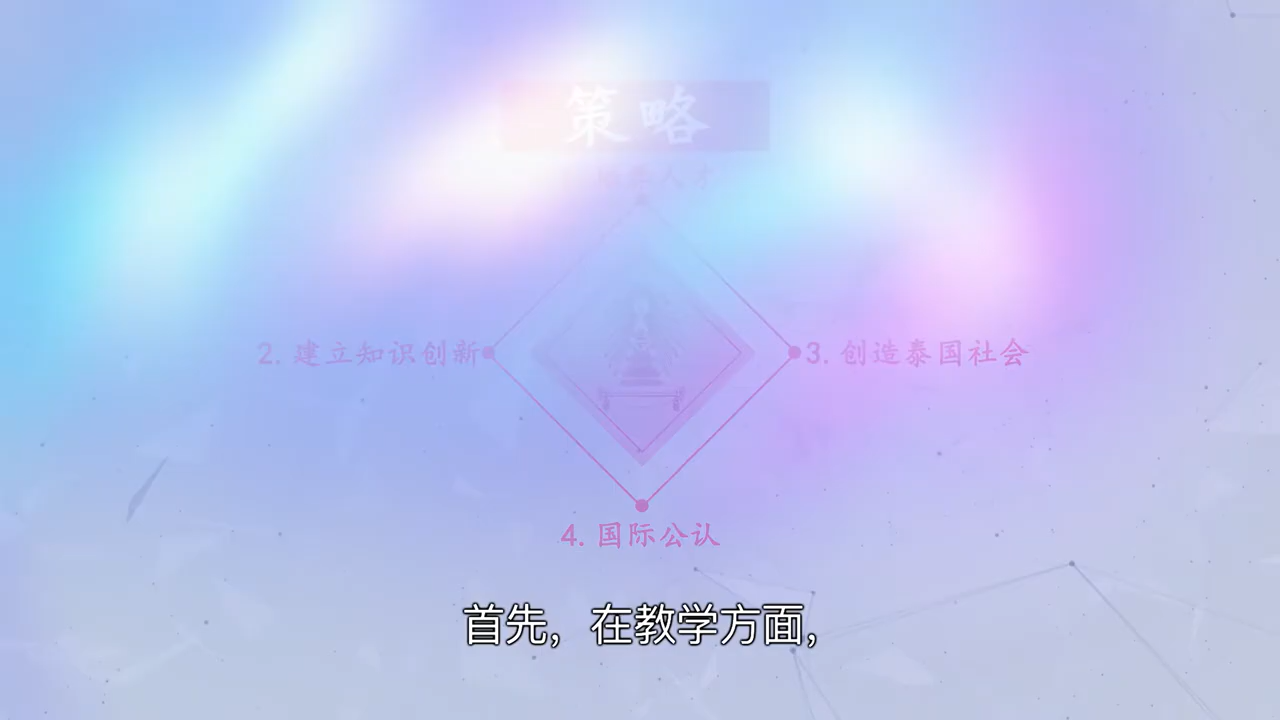 策略
2. 建立知识创新
3. 创造泰国社会
4. 国际公认
首先，在教学方面，